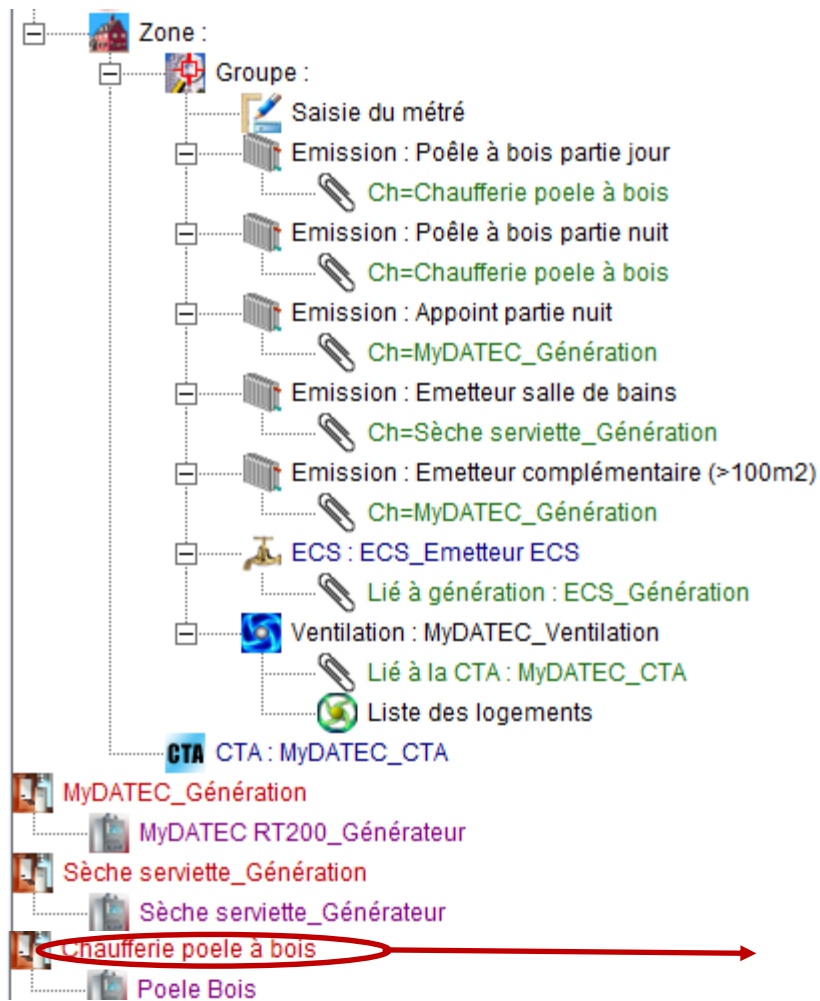 Zone :
Groupe :
Saisie du métré
Emission : Poêle à bois partie jour
Ch=Chaufferie poele à bois
Emission : Poêle à bois partie nuit
Ch=Chaufferie poele à bois
Emission : Appoint partie nuit
Ch=MyDATEC_Génération
Emission : Emetteur salle de bains
Ch=Sèche serviette_Génération
Emission : Emetteur complémentaire (>100m2)
Ch=MyDATEC_Génération
ECS : ECS_Emetteur ECS
Lié à génération : ECS_Génération
Ventilation : MyDATEC_Ventilation
Lié à la CTA : MyDATEC_CTA
Liste des logements
CTA CTA : MyDATEC_CTA
MyDATEC_Génération
MyDATEC RT200_Générateur
Sèche serviette_Génération
Sèche serviette_Générateur
Chaufferie poele à bois
Poele Bois